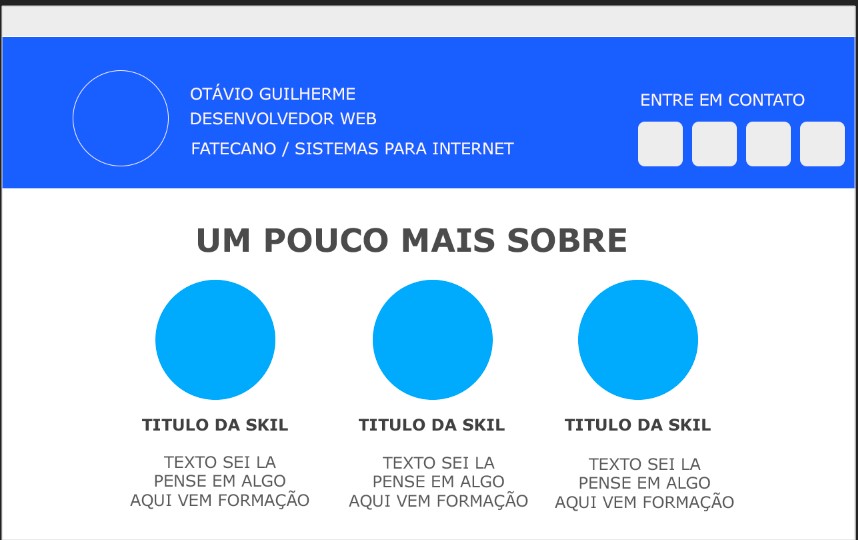 OTÁVIO GUILHERME
DESENVOLVEDOR WEB
FATECANO / SISTEMAS PARA INTERNET
ENTRE EM CONTATO
UM POUCO MAIS SOBRE
TITULO DA SKIL
TEXTO SEI LA
PENSE EM ALGO
AQUI VEM FORMAÇÃO
TITULO DA SKIL
TEXTO SEI LA
PENSE EM ALGO
AQUI VEM FORMAÇÃO
TITULO DA SKIL
TEXTO SEI LA
PENSE EM ALGO
AQUI VEM FORMAÇÃO